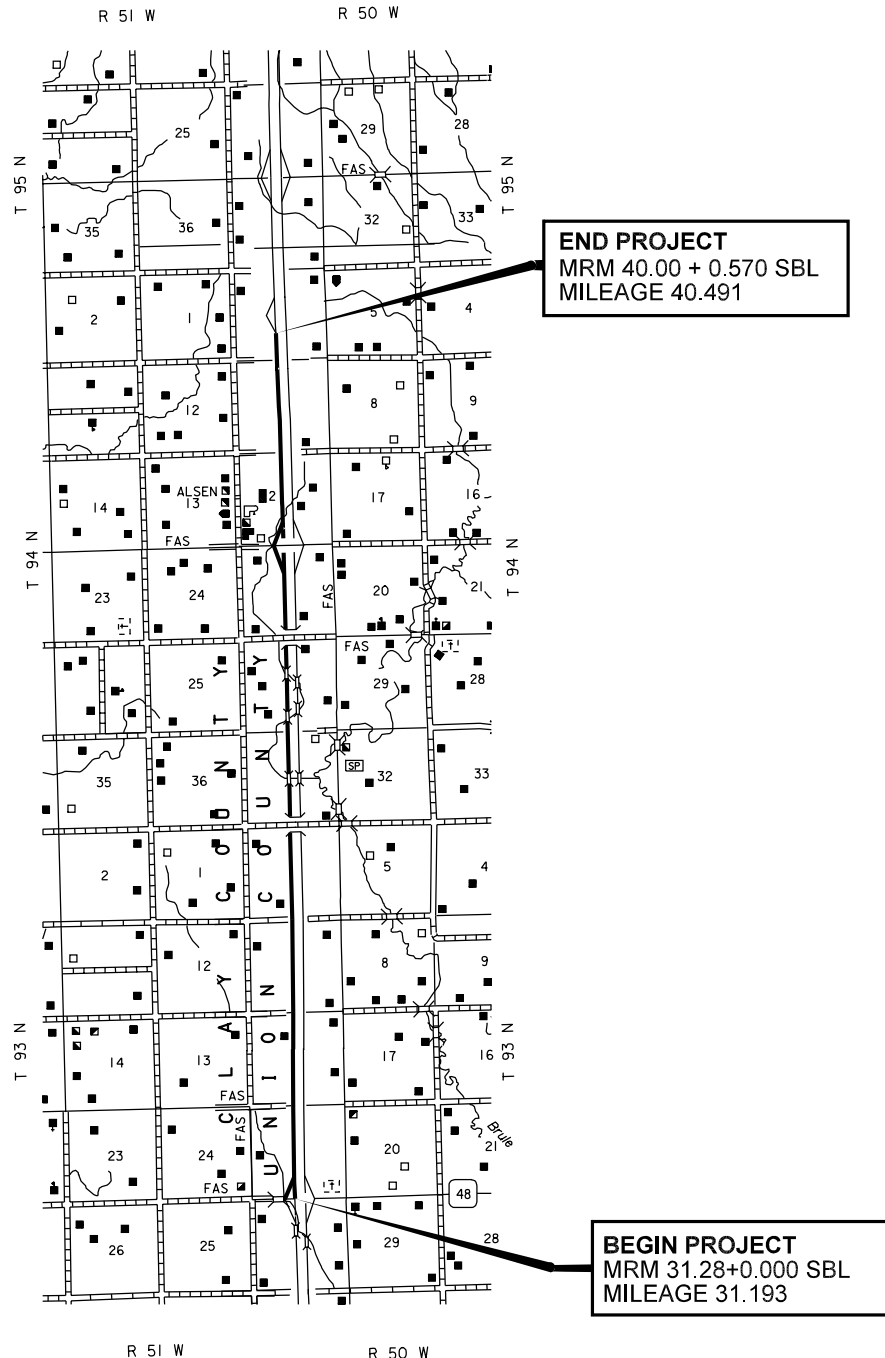 R 51 W R 50 W
T 95 N T 95 N
25 29 28
FAS
35 36 32 33
END PROJECT
MRM 40.00 + 0.570 SBL
MILEAGE 40.491
2 1 5 4
12 8 9
14 ALSEN 13 2 17 16
FAS
T 94 N T 94 N
23 24 FAS 20 21
FAS
25 29 28
35 36 SP 32 33
2 1 5 4
12 8 9
T 93 N T 93 N
14 13 17 16
FAS
CLAY COUNTY
UNION COUNTY
Brule
23 24 FAS 20 21
FAS 48
26 25 29 28
BEGIN PROJECT
MRM 31.28+0.000 SBL
MILEAGE 31.193
R 51 W R 50 W